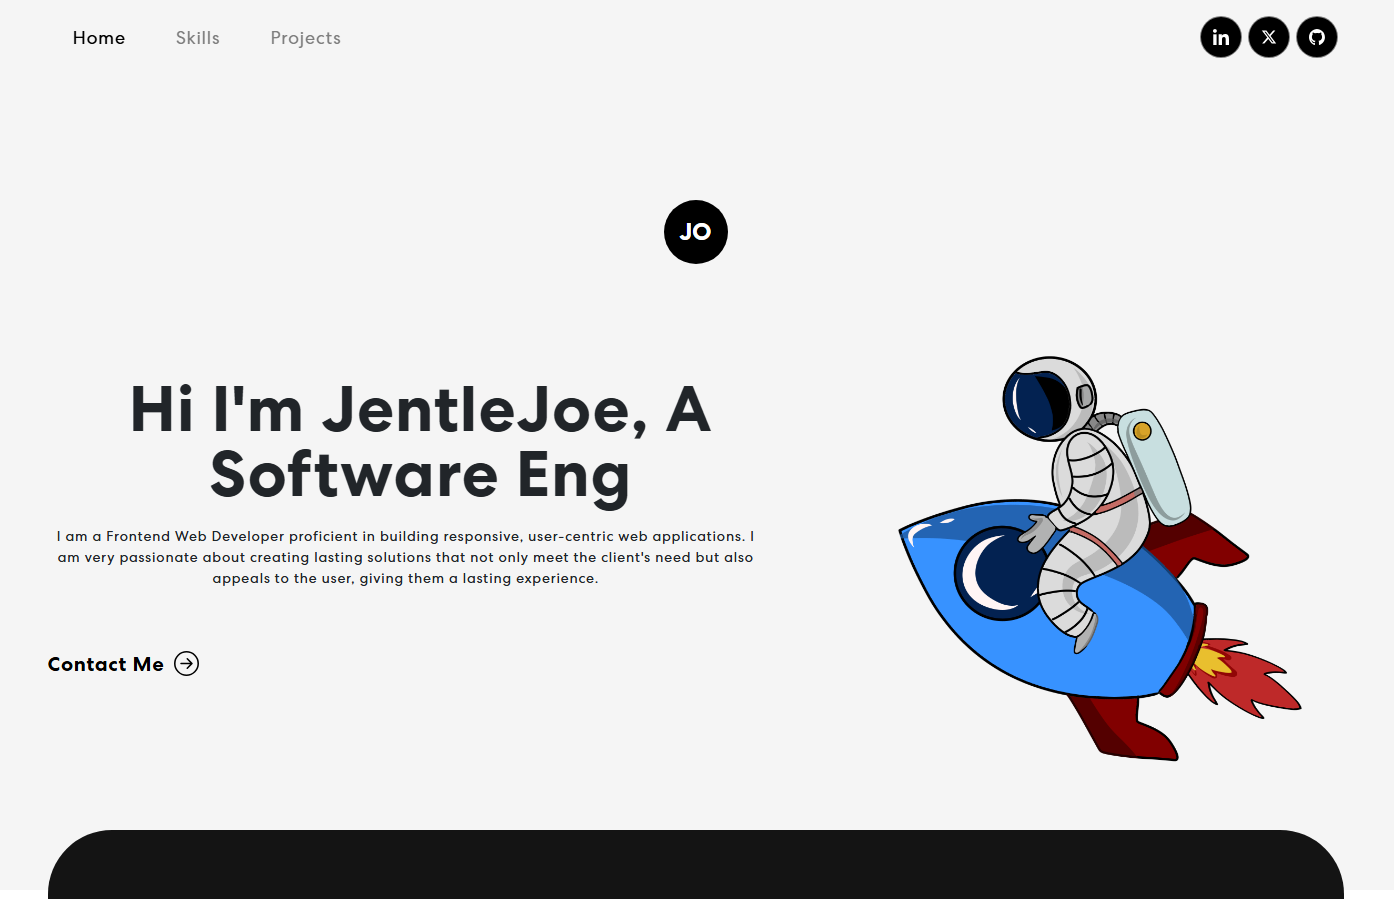 Home Skills Projects
JO
Hi I'm JentleJoe, A
Software Eng
I am a Frontend Web Developer proficient in building responsive, user-centric web applications. I
am very passionate about creating lasting solutions that not only meet the client's need but also
appeals to the user, giving them a lasting experience.
Contact Me